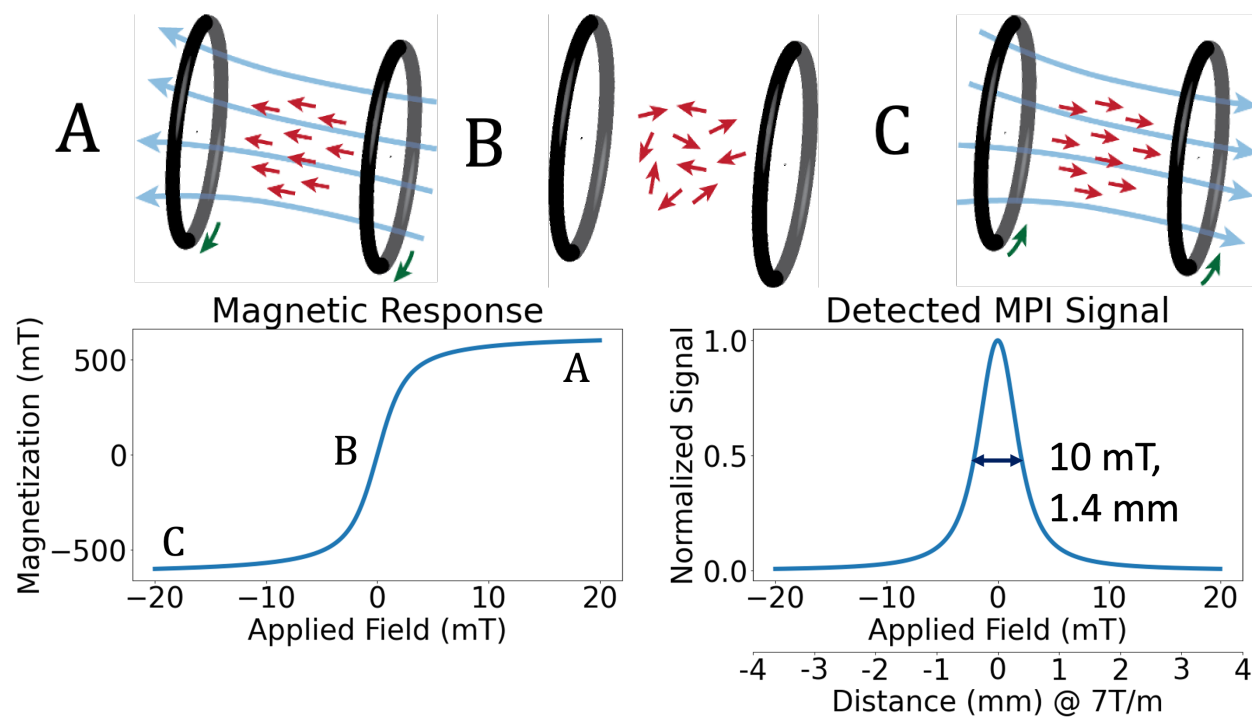 A
B
C
Magnetic Response
Magnetization (mT)
500
0
−500
A
B
C
−20
−10
0
10
20
Applied Field (mT)
Detected MPI Signal
Normalized Signal
1.0
0.5
0.0
10 mT,
1.4 mm
−20
−10
0
10
20
Applied Field (mT)
-4
-3
-2
-1
0
1
2
3
4
Distance (mm) @ 7T/m